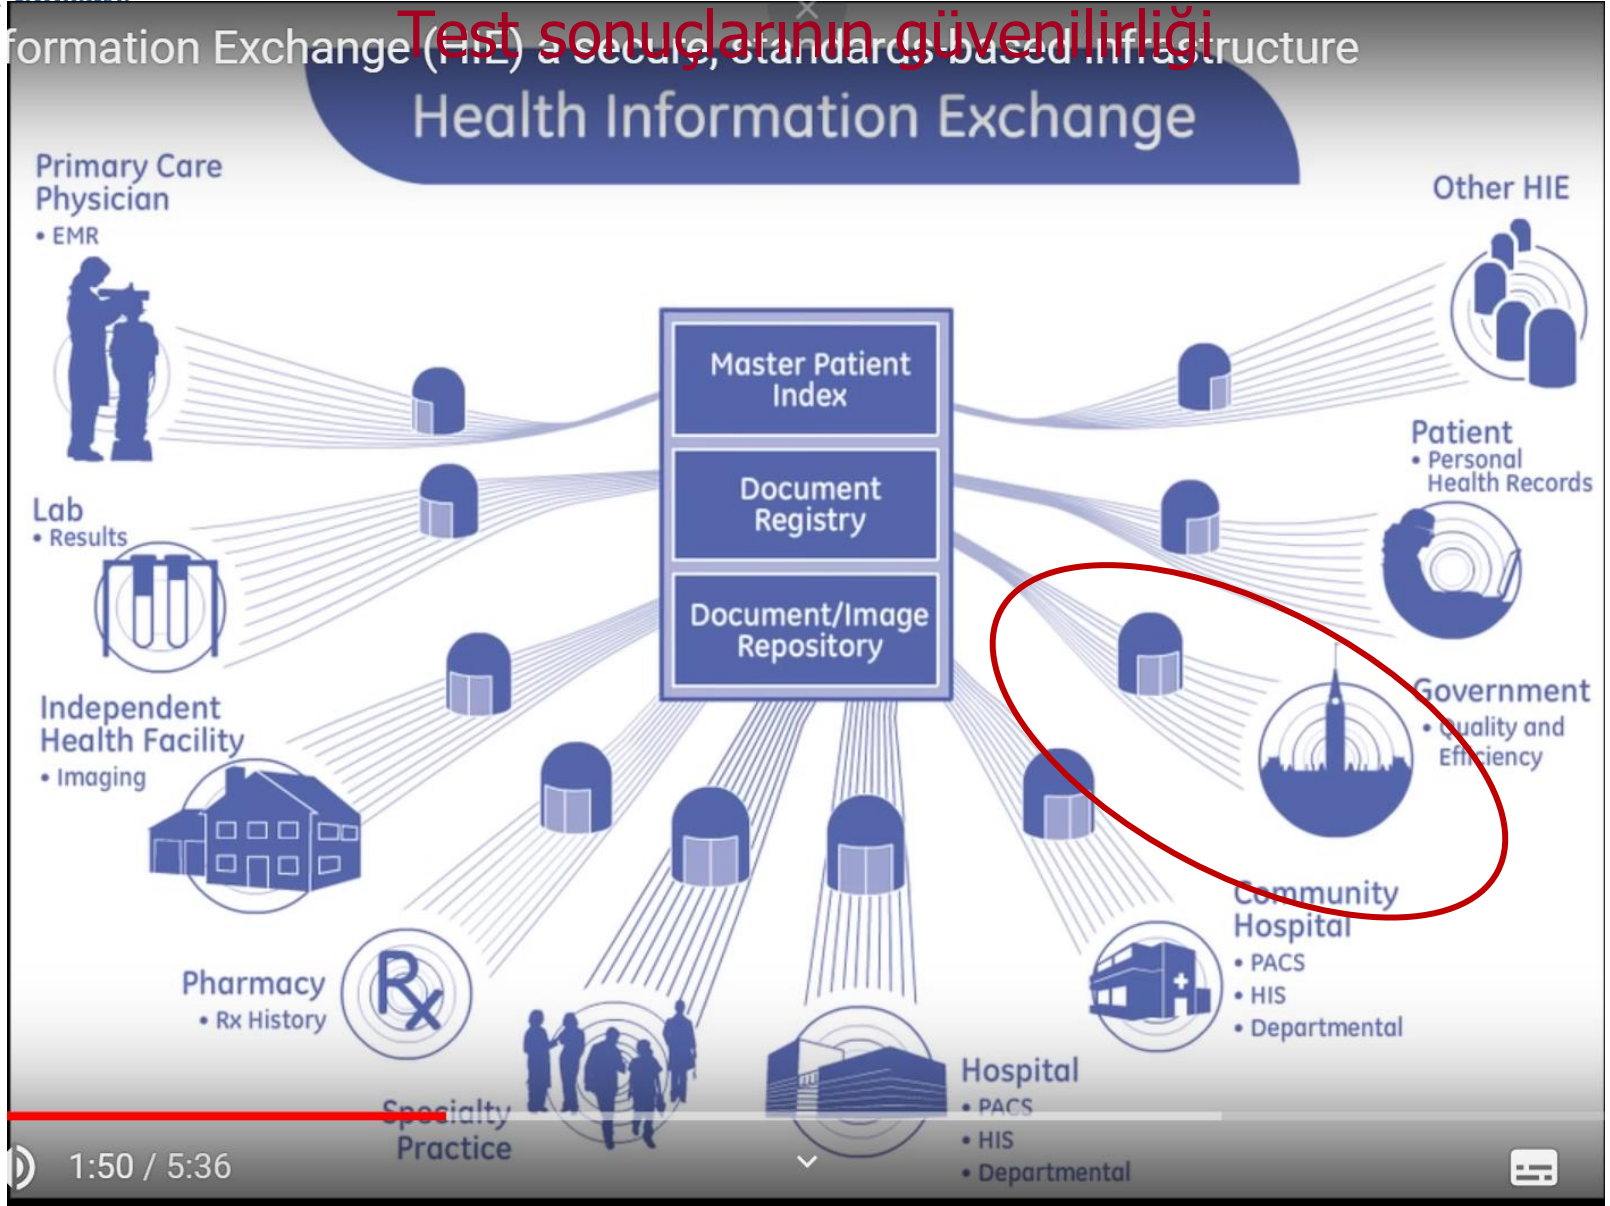 Test sonuçlarının güvenilirliği
formation Exchange (HIE) a secure, standards-based infrastructure
Health Information Exchange
Primary Care
Physician
• EMR
Other HIE
Master Patient
Index
Patient
• Personal
Health Records
Document
Registry
Lab
• Results
Document/Image
Repository
Independent
Health Facility
• Imaging
Government
• Quality and
Efficiency
Community
Hospital
• PACS
• HIS
• Departmental
Pharmacy
• Rx History
Rx
Hospital
• PACS
• HIS
• Departmental
Specialty
Practice
1:50 / 5:36